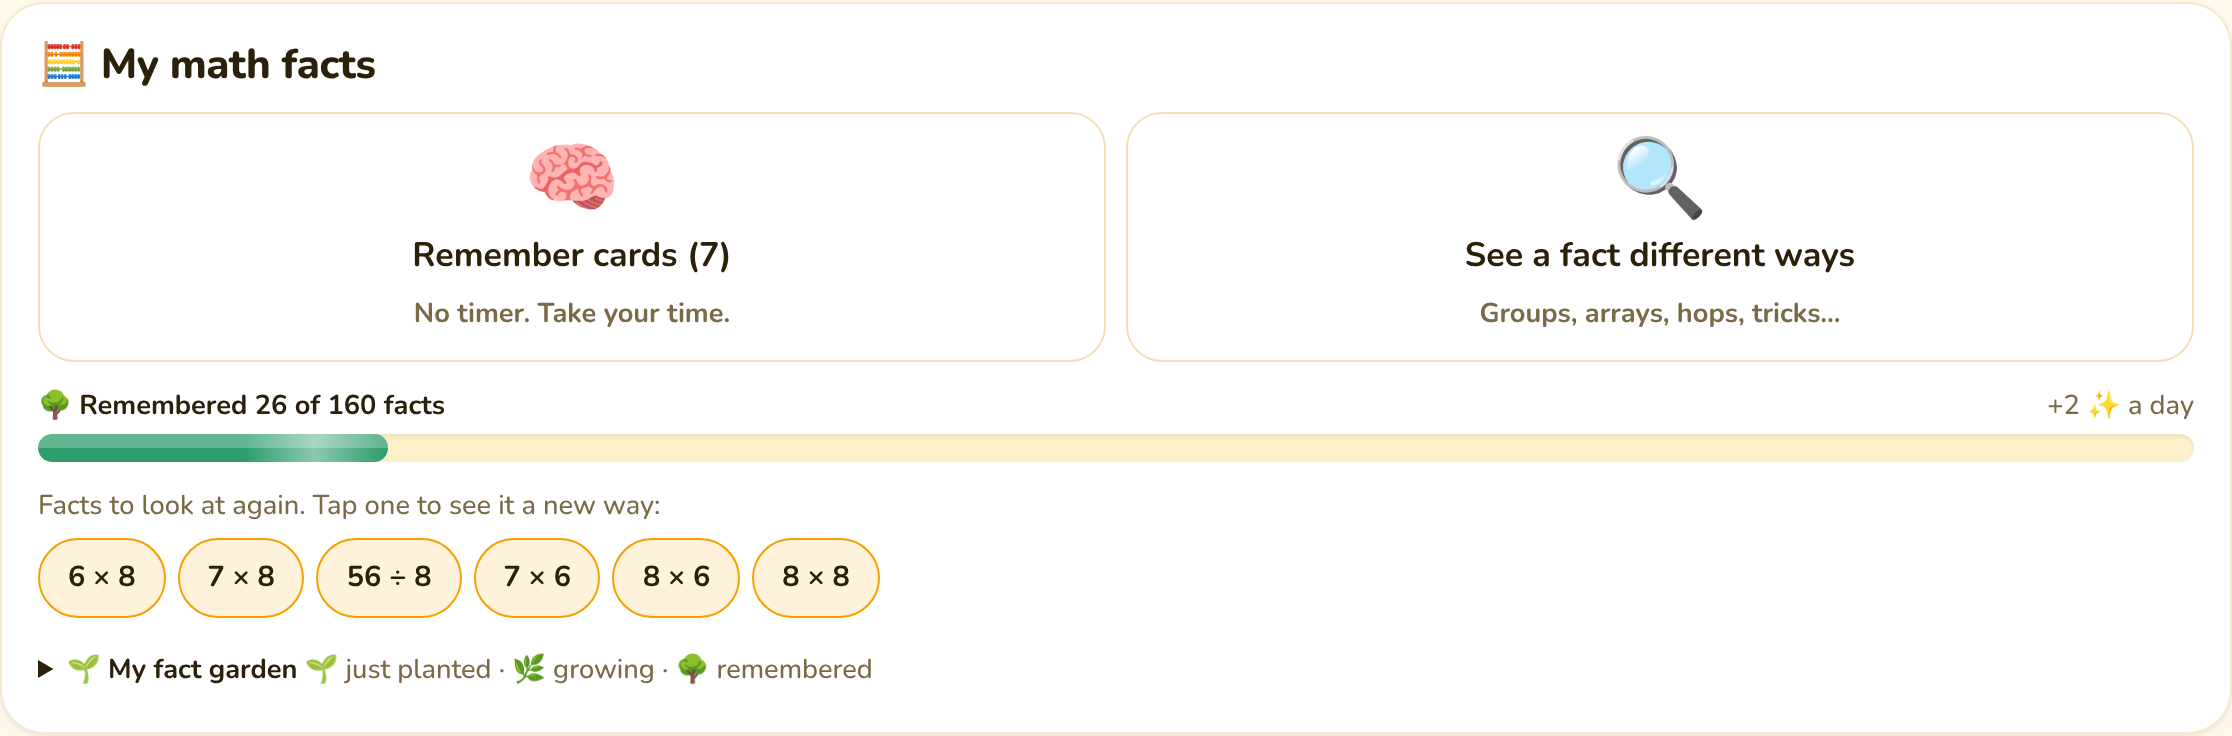 My math facts
Remember cards (7)
No timer. Take your time.
See a fact different ways
Groups, arrays, hops, tricks...
Remembered 26 of 160 facts
+2 ✨ a day
Facts to look at again. Tap one to see it a new way:
6 × 8
7 × 8
56 ÷ 8
7 × 6
8 × 6
8 × 8
My fact garden 🌱 just planted · 🌿 growing · 🌳 remembered